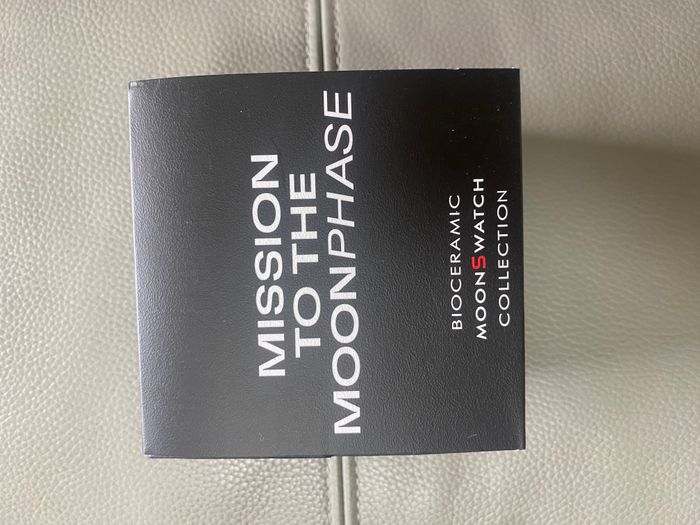 MISSION
TO THE
MOONPHASE
BIOCERAMIC
MOONSWATCH
COLLECTION